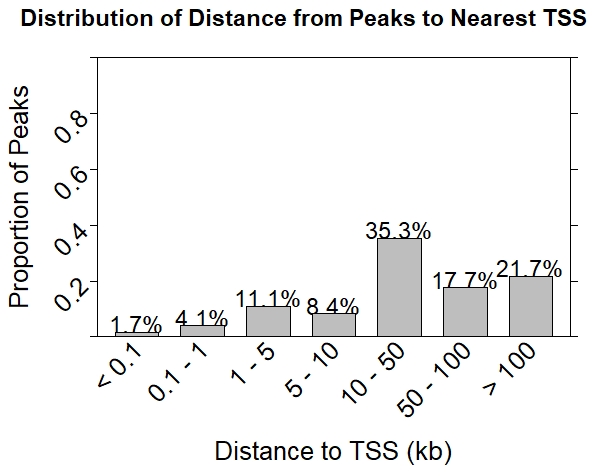 Distribution of Distance from Peaks to Nearest TSS
Proportion of Peaks
0.8
0.6
0.4
0.2
1.7%
4.1%
11.1%
8.4%
35.3%
17.7%
21.7%
< 0.1
0.1 - 1
1 - 5
5 - 10
10 - 50
50 - 100
> 100
Distance to TSS (kb)